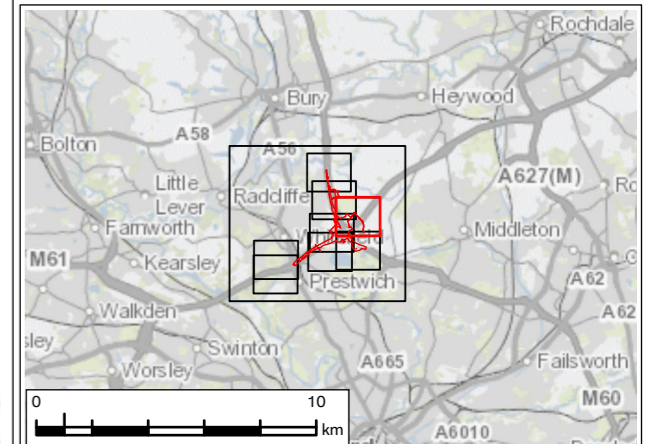 Rochdale
Bury
Heywood
A58
Bolton
A56
Little
Lever
Radcliffe
A627(M)
Farnworth
Middleton
M61
Kearsley
Prestwich
A62
Walkden
Swinton
A665
Failsworth
Worsley
M60
A6010
0
10
km